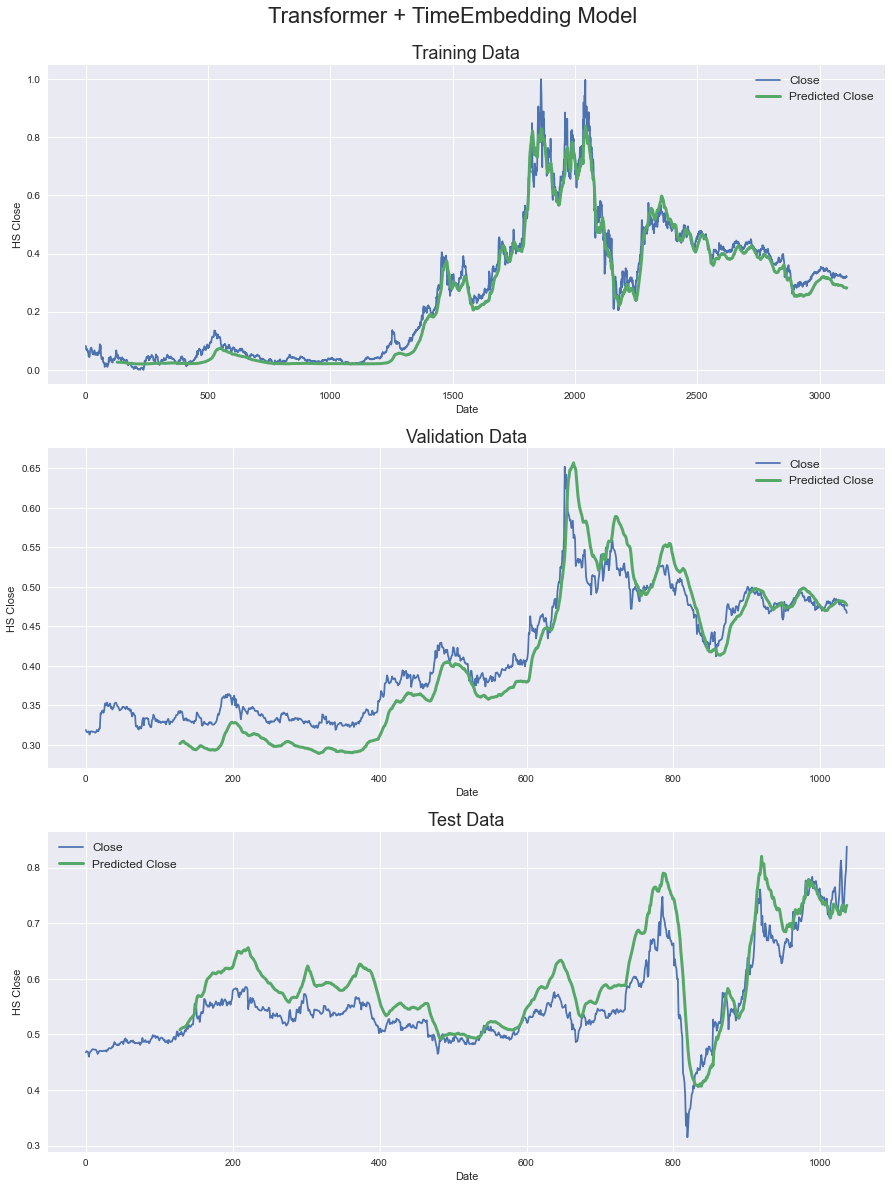 Transformer + TimeEmbedding Model
Training Data
Close
Predicted Close
HS Close
1.0
0.8
0.6
0.4
0.2
0.0
0 500 1000 1500 2000 2500 3000
Date
Validation Data
Close
Predicted Close
HS Close
0.65
0.60
0.55
0.50
0.45
0.40
0.35
0.30
0 200 400 600 800 1000
Date
Test Data
Close
Predicted Close
HS Close
0.8
0.7
0.6
0.5
0.4
0.3
0 200 400 600 800 1000
Date